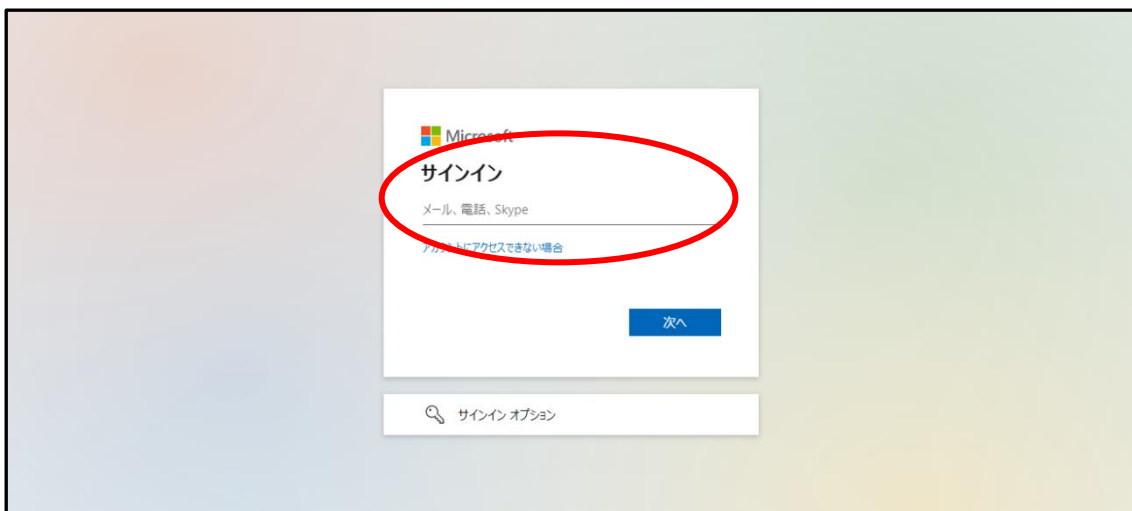 Microsoft
サインイン
メール、電話、Skype
アカウントにアクセスできない場合
次へ
サインイン オプション